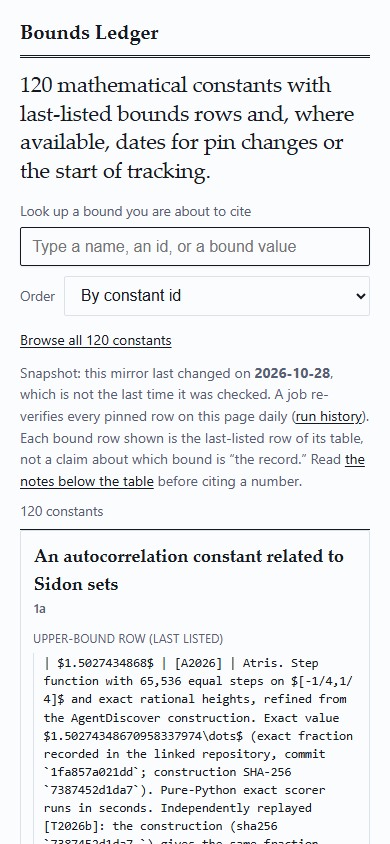 Bounds Ledger
120 mathematical constants with
last-listed bounds rows and, where
available, dates for pin changes or
the start of tracking.
Look up a bound you are about to cite
Type a name, an id, or a bound value
Order By constant id
Browse all 120 constants
Snapshot: this mirror last changed on 2026-10-28,
which is not the last time it was checked. A job re-
verifies every pinned row on this page daily (run history).
Each bound row shown is the last-listed row of its table,
not a claim about which bound is “the record.” Read the
notes below the table before citing a number.
120 constants
An autocorrelation constant related to
Sidon sets
1a
UPPER-BOUND ROW (LAST LISTED)
| $1.5027434868$ | [A2026] | Atris. Step
function with 65,536 equal steps on $[-1/4,1/
4]$ and exact rational heights, refined from
the AgentDiscover construction. Exact value
$1.50274348670958337974\dots$ (exact fraction
recorded in the linked repository, commit
`1fa857a021dd`; construction SHA-256
`7387452d1da7`). Pure-Python exact scorer
runs in seconds. Independently replayed
[T2026b]: the construction (sha256
`7387452d1da7…`) gives the same fraction